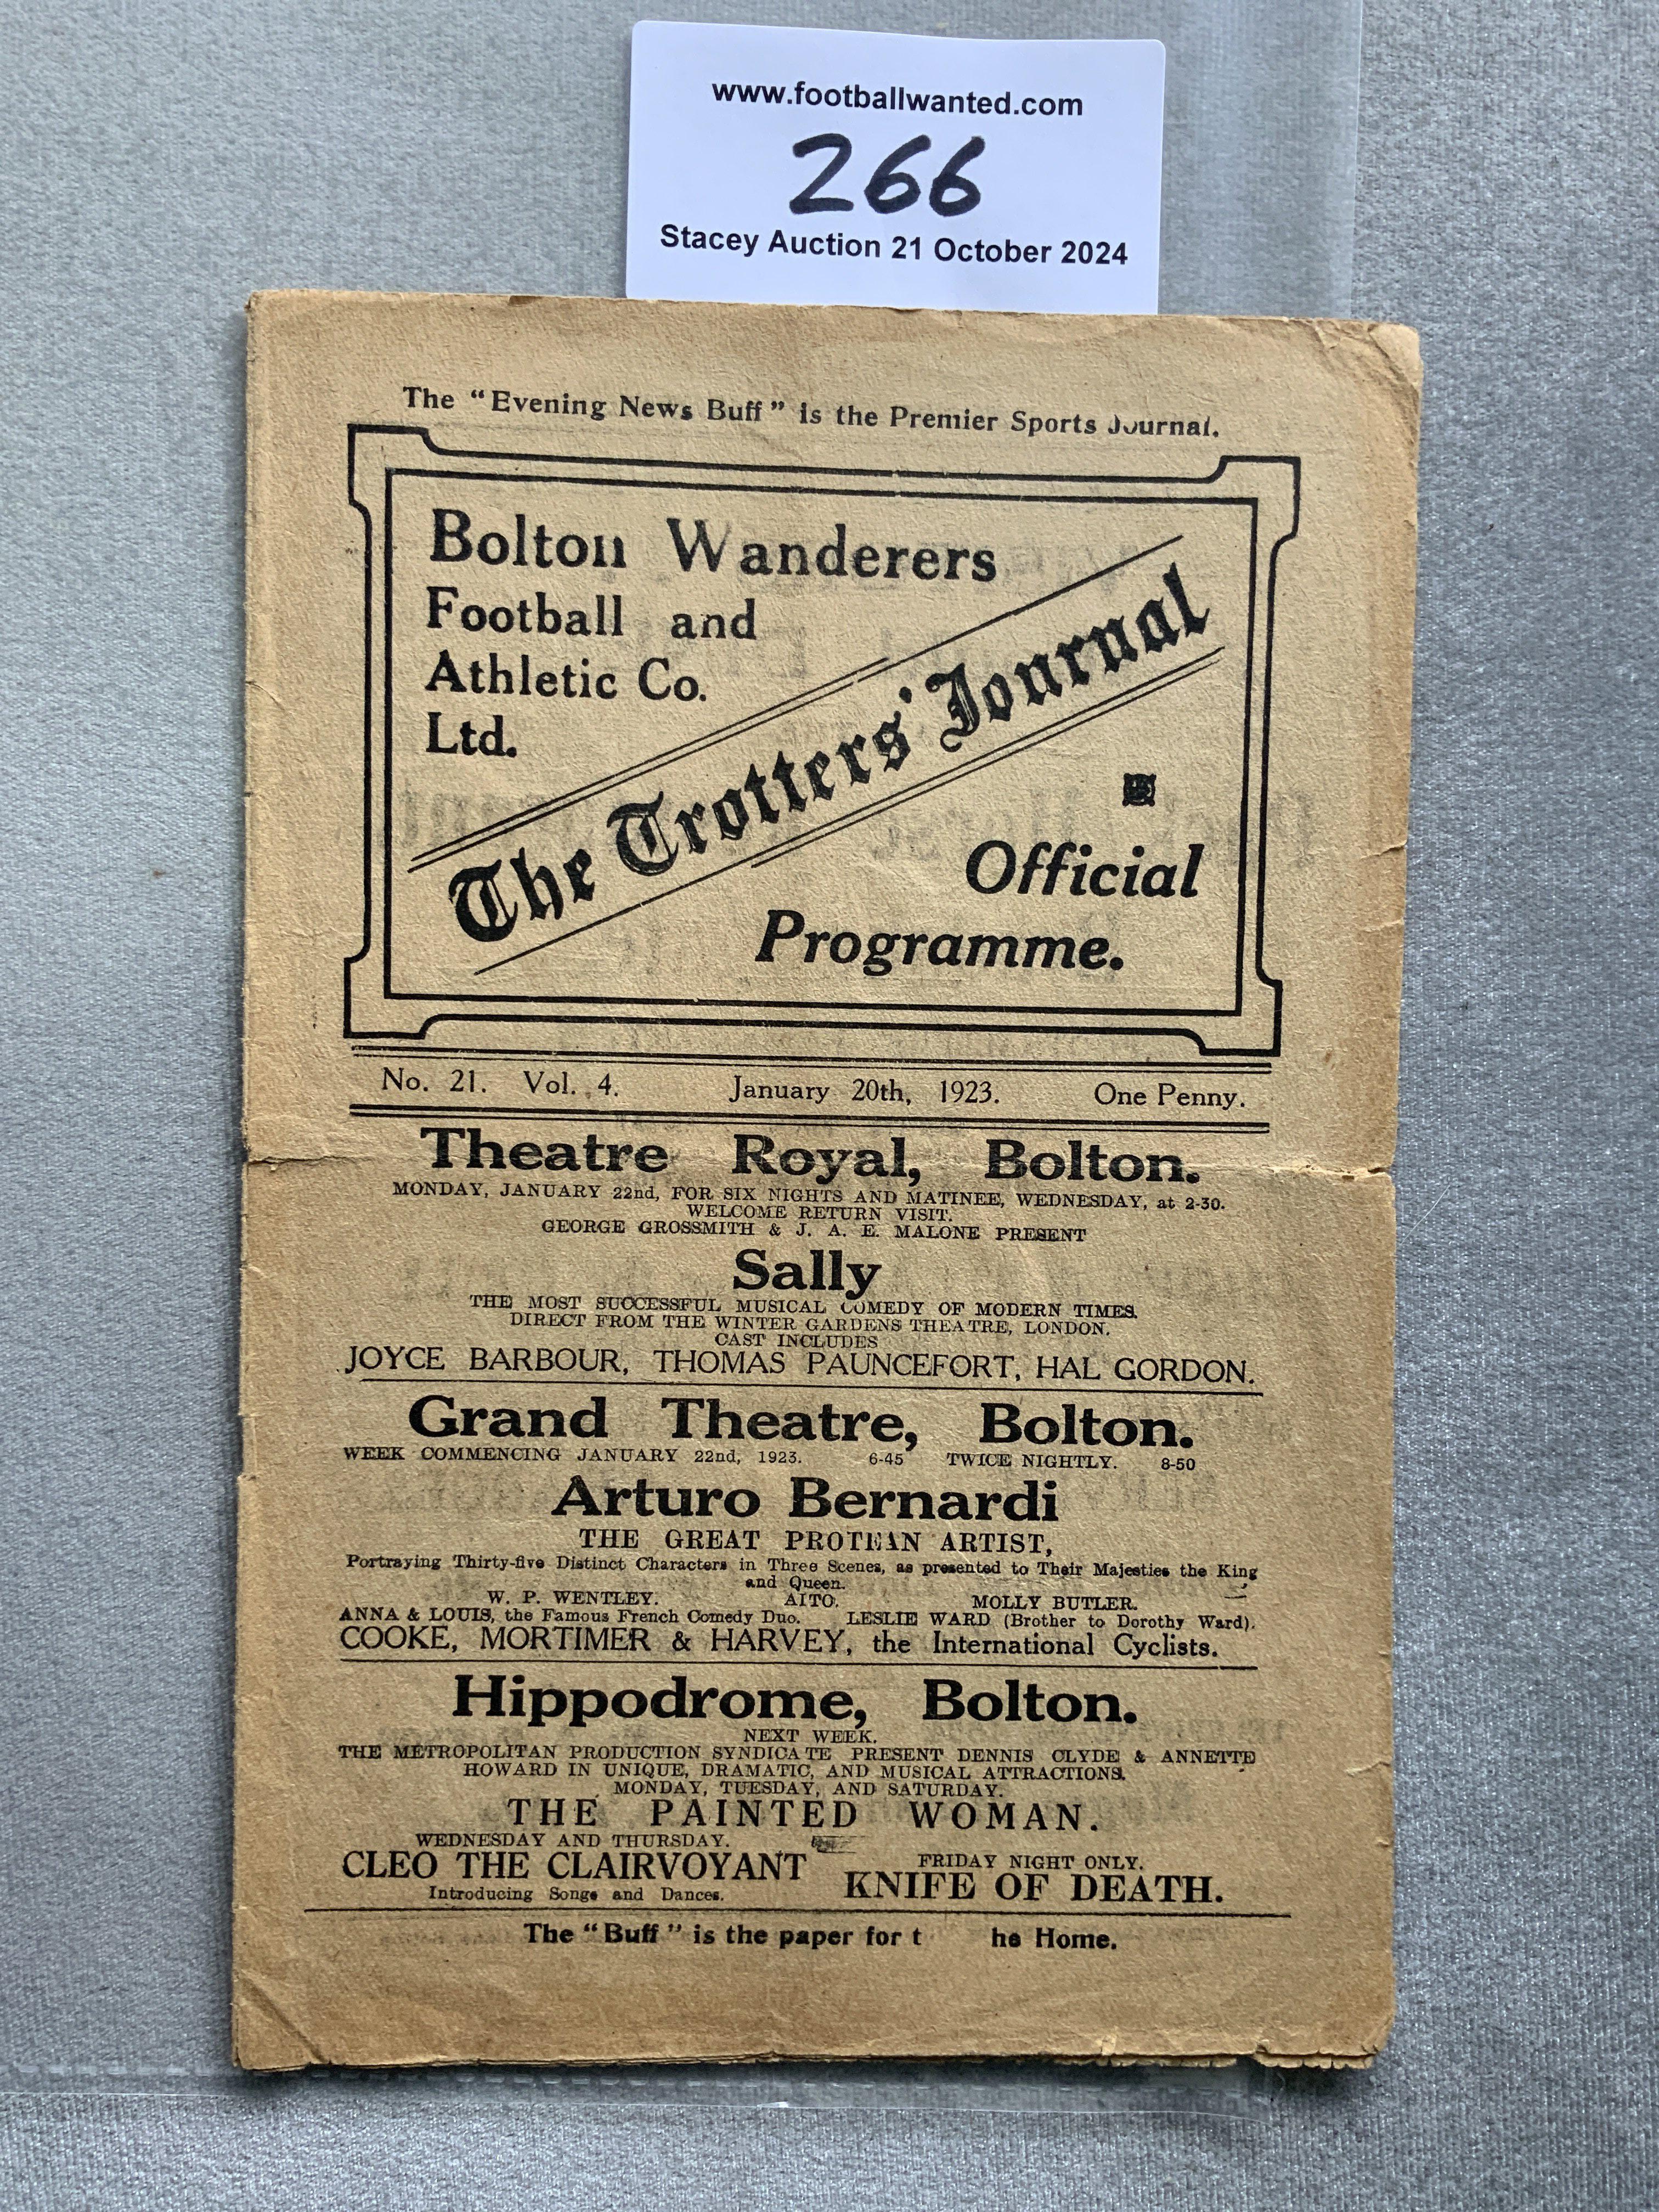 www.footballwanted.com
266
Stacey Auction 21 October 2024
The "Evening News Buff" is the Premier Sports Journal.
Bolton Wanderers
Football and
Athletic Co.
Ltd.
The Trotters' Journal
Official
Programme.
No. 21. Vol. 4. January 20th, 1923. One Penny.
Theatre Royal, Bolton.
MONDAY, JANUARY 22nd, FOR SIX NIGHTS AND MATINEE, WEDNESDAY, at 2-30.
WELCOME RETURN VISIT.
GEORGE GROSSMITH & J. A. E. MALONE PRESENT
Sally
THE MOST SUCCESSFUL MUSICAL COMEDY OF MODERN TIMES.
DIRECT FROM THE WINTER GARDENS THEATRE, LONDON.
CAST INCLUDES
JOYCE BARBOUR, THOMAS PAUNCEFORT, HAL GORDON.
Grand Theatre, Bolton.
WEEK COMMENCING JANUARY 22nd, 1923. 6-45 TWICE NIGHTLY. 8-50
Arturo Bernardi
THE GREAT PROTEAN ARTIST,
Portraying Thirty-five Distinct Characters in Three Scenes, as presented to Their Majesties the King
and Queen.
W. P. WENTLEY. AITO. MOLLY BUTLER.
ANNA & LOUIS, the Famous French Comedy Duo. LESLIE WARD (Brother to Dorothy Ward).
COOKE, MORTIMER & HARVEY, the International Cyclists.
Hippodrome, Bolton.
NEXT WEEK.
THE METROPOLITAN PRODUCTION SYNDICATE PRESENT DENNIS CLYDE & ANNETTE
HOWARD IN UNIQUE, DRAMATIC, AND MUSICAL ATTRACTIONS.
MONDAY, TUESDAY, AND SATURDAY.
THE PAINTED WOMAN.
WEDNESDAY AND THURSDAY.
CLEO THE CLAIRVOYANT
Introducing Songs and Dances.
FRIDAY NIGHT ONLY.
KNIFE OF DEATH.
The "Buff" is the paper for t he Home.